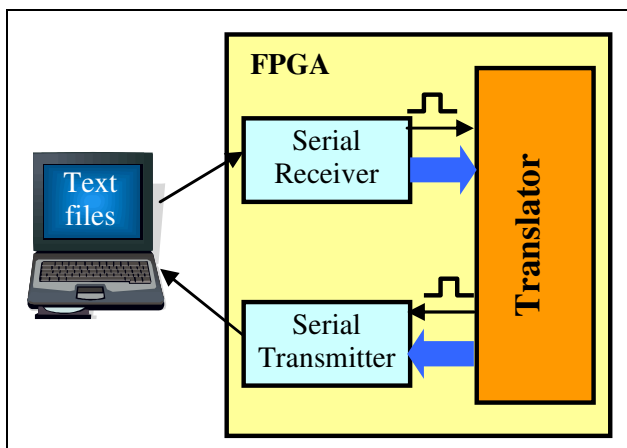 FPGA
Text
files
Serial
Receiver
Translator
Serial
Transmitter